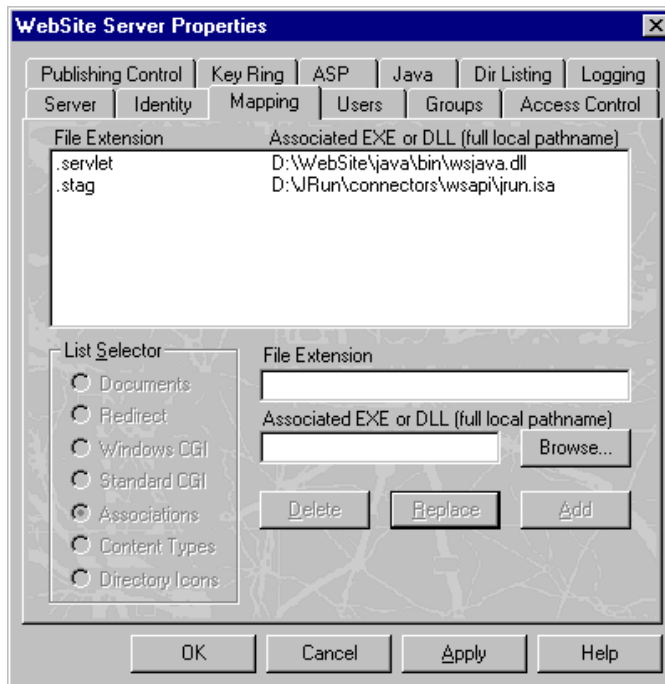 WebSite Server Properties
Publishing Control Key Ring ASP Java Dir Listing Logging
Server Identity Mapping Users Groups Access Control
File Extension Associated EXE or DLL (full local pathname)
.servlet D:\WebSite\java\bin\wsjava.dll
.stag D:\JRun\connectors\wsapi\jrun.isa
List Selector
Documents
Redirect
Windows CGI
Standard CGI
Associations
Content Types
Directory Icons
File Extension
Associated EXE or DLL (full local pathname)
Browse...
Delete Replace Add
OK Cancel Apply Help